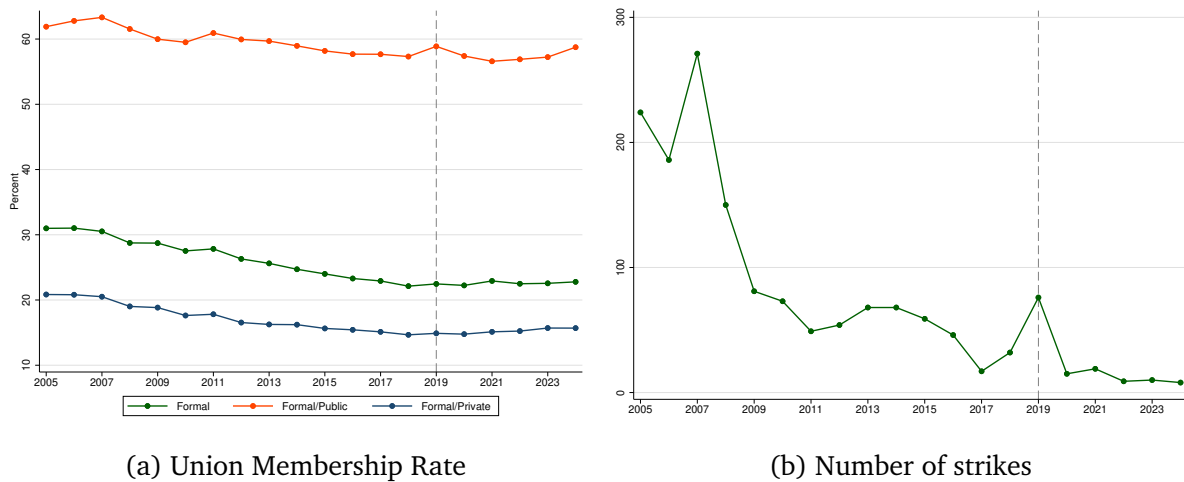 Percent
60
50
40
30
20
10
2005 2007 2009 2011 2013 2015 2017 2019 2021 2023
Formal Formal/Public Formal/Private
(a) Union Membership Rate
300
200
100
0
2005 2007 2009 2011 2013 2015 2017 2019 2021 2023
(b) Number of strikes